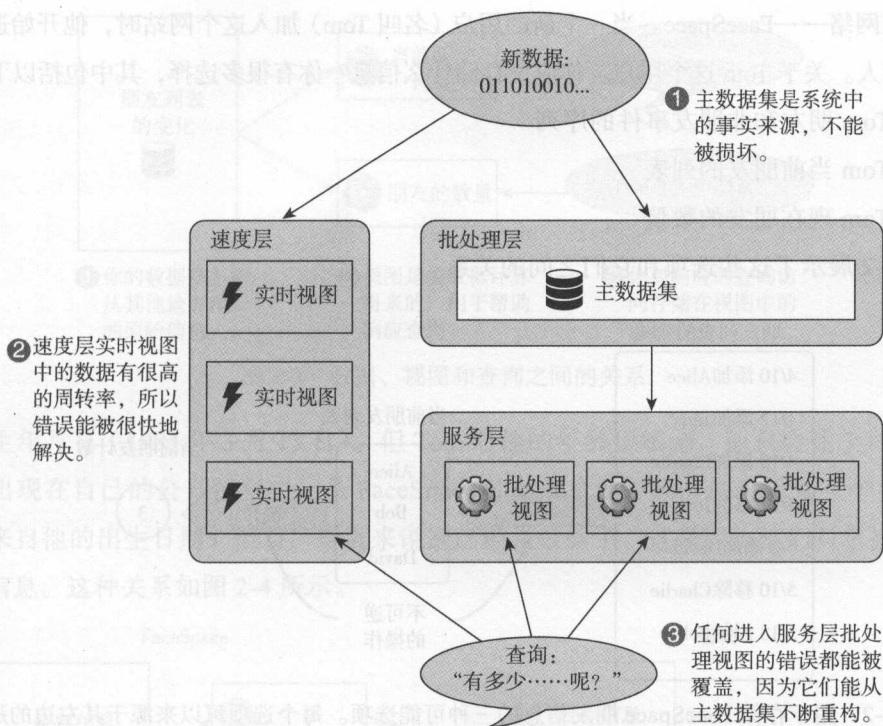 新数据:
011010010...
❶ 主数据集是系统中
的事实来源，不能
被损坏。
速度层
实时视图
实时视图
实时视图
批处理层
主数据集
❷ 速度层实时视图
中的数据有很高
的周转率，所以
错误能被很快地
解决。
服务层
批处理
视图
批处理
视图
批处理
视图
查询:
“有多少……呢？”
❸ 任何进入服务层批处
理视图的错误都能被
覆盖，因为它们能从
主数据集不断重构。